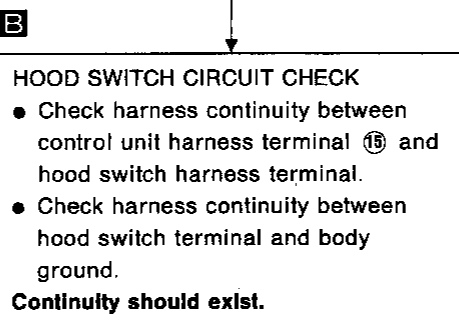 B
HOOD SWITCH CIRCUIT CHECK
● Check harness continuity between
control unit harness terminal ⑮ and
hood switch harness terminal.
● Check harness continuity between
hood switch terminal and body
ground.
Continuity should exist.